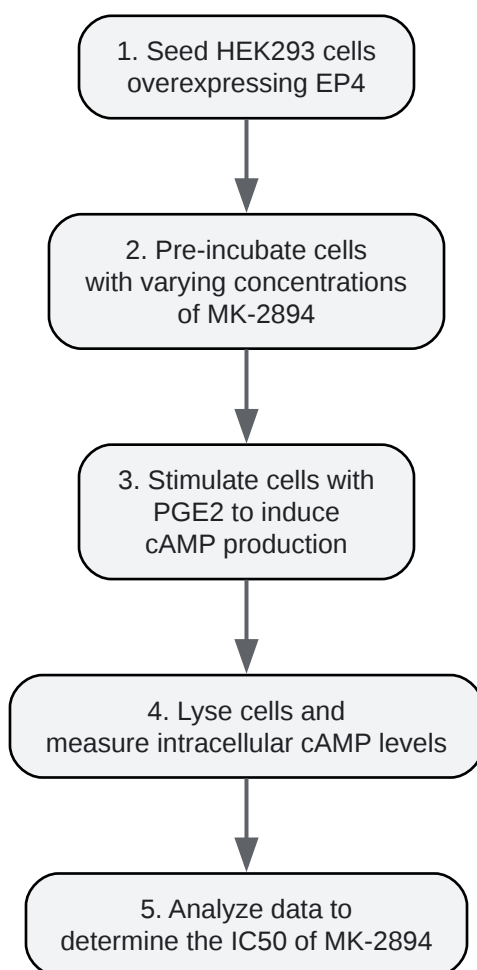 1. Seed HEK293 cells
overexpressing EP4
2. Pre-incubate cells
with varying concentrations
of MK-2894
3. Stimulate cells with
PGE2 to induce
cAMP production
4. Lyse cells and
measure intracellular cAMP levels
5. Analyze data to
determine the IC50 of MK-2894